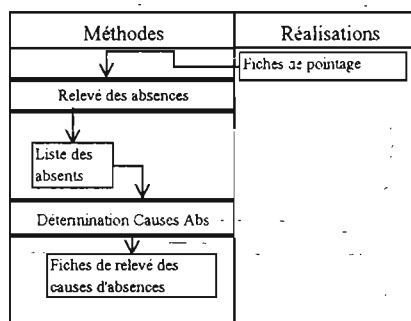 Méthodes
Réalisations
Fiches de pointage
Relevé des absences
Liste des
absents
Détermination Causes Abs
Fiches de relevé des
causes d'absences